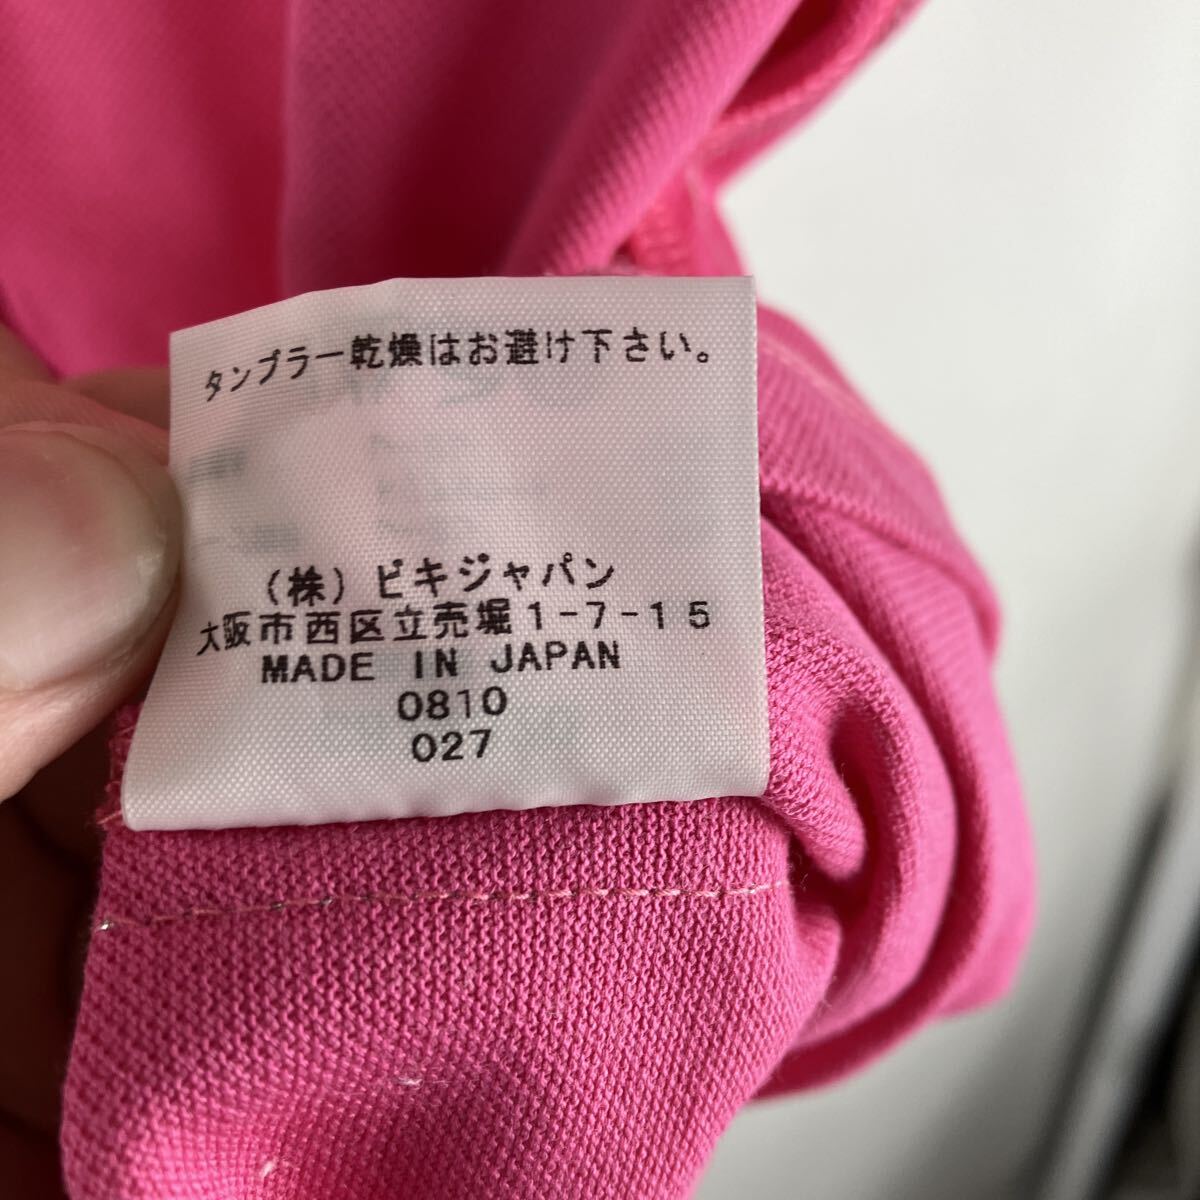 タンブラー乾燥はお避け下さい。
（株）ビキジャパン
大阪市西区立売堀1-7-15
MADE IN JAPAN
0810
027